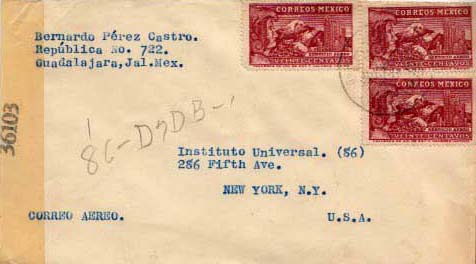 Bernardo Pérez Castro.
República No. 722.
Guadalajara,Jal.Mex.
CORREOS MEXICO
VEINTE CENTAVOS
CORREOS MEXICO
VEINTE CENTAVOS
CORREOS MEXICO
VEINTE CENTAVOS
36103
Instituto Universal. (86)
286 Fifth Ave.
NEW YORK, N.Y.
CORREO AEREO. U.S.A.